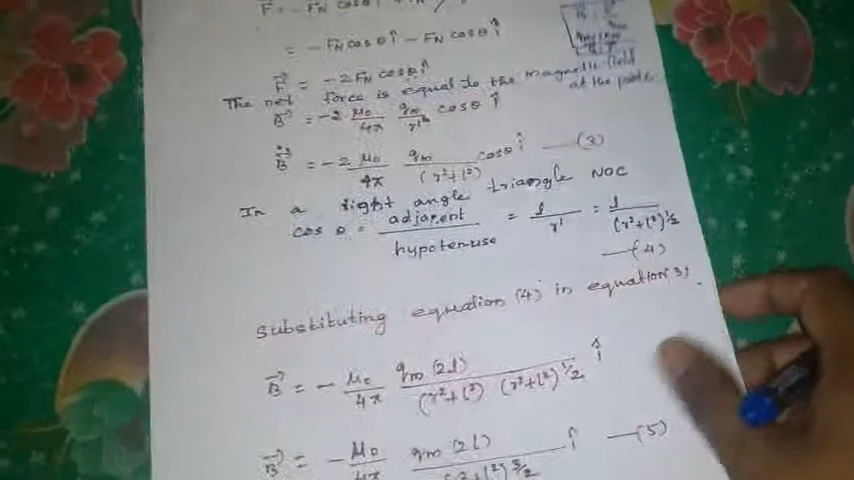 = - F_N cos θ î - F_N cos θ î
F⃗ = -2 F_N cos θ î
The net force is equal to the magnetic field at the point
B⃗ = -2 μ₀/4π q_m/r'² cos θ î
B⃗ = -2 μ₀/4π q_m/(r²+l²) cos θ î —(3)
In a right angle triangle NOC
cos θ = adjacent/hypotenuse = l/r' = l/(r²+l²)^½
—(4)
Substituting equation (4) in equation (3).
B⃗ = - μ₀/4π q_m(2l)/(r²+l²) (r²+l²)^½ î
B⃗ = - μ₀/4π q_m(2l)/(r²+l²)^3/2 î —(5)